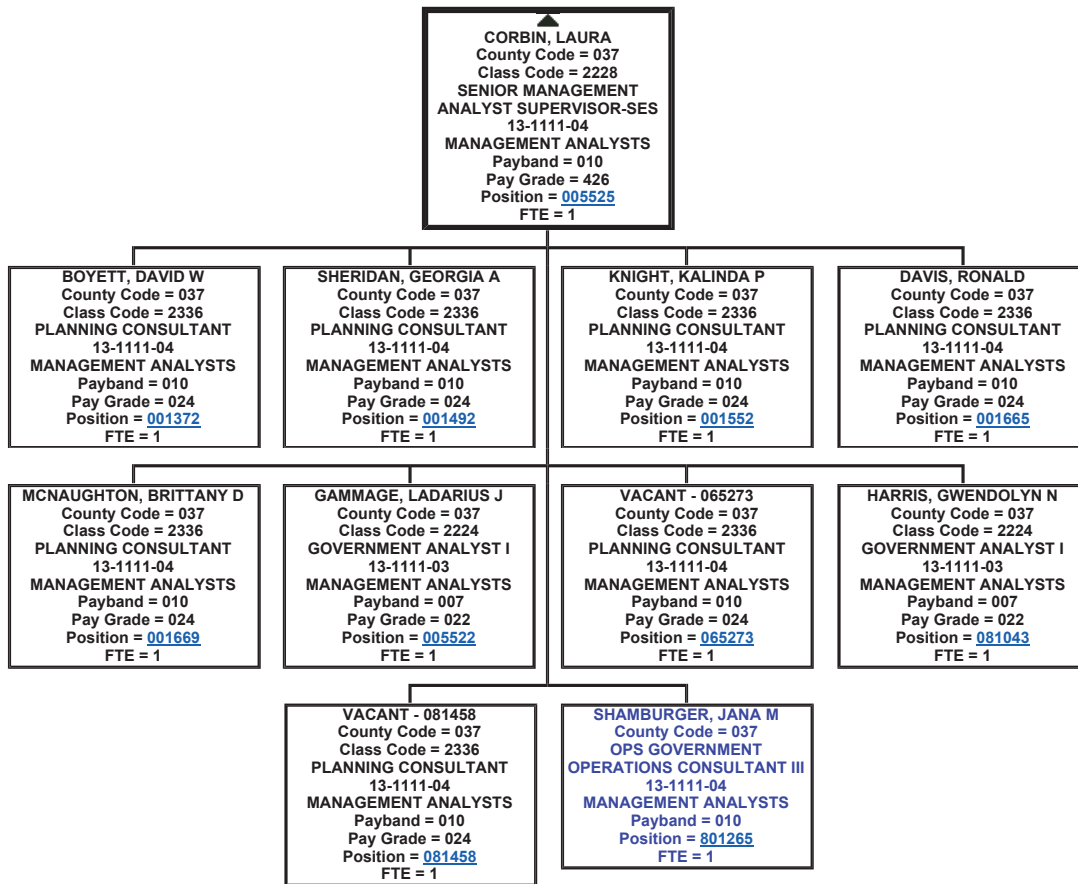 CORBIN, LAURA
County Code = 037
Class Code = 2228
SENIOR MANAGEMENT
ANALYST SUPERVISOR-SES
13-1111-04
MANAGEMENT ANALYSTS
Payband = 010
Pay Grade = 426
Position = 005525
FTE = 1
BOYETT, DAVID W
County Code = 037
Class Code = 2336
PLANNING CONSULTANT
13-1111-04
MANAGEMENT ANALYSTS
Payband = 010
Pay Grade = 024
Position = 001372
FTE = 1
SHERIDAN, GEORGIA A
County Code = 037
Class Code = 2336
PLANNING CONSULTANT
13-1111-04
MANAGEMENT ANALYSTS
Payband = 010
Pay Grade = 024
Position = 001492
FTE = 1
KNIGHT, KALINDA P
County Code = 037
Class Code = 2336
PLANNING CONSULTANT
13-1111-04
MANAGEMENT ANALYSTS
Payband = 010
Pay Grade = 024
Position = 001552
FTE = 1
DAVIS, RONALD
County Code = 037
Class Code = 2336
PLANNING CONSULTANT
13-1111-04
MANAGEMENT ANALYSTS
Payband = 010
Pay Grade = 024
Position = 001665
FTE = 1
MCNAUGHTON, BRITTANY D
County Code = 037
Class Code = 2336
PLANNING CONSULTANT
13-1111-04
MANAGEMENT ANALYSTS
Payband = 010
Pay Grade = 024
Position = 001669
FTE = 1
GAMMAGE, LADARIUS J
County Code = 037
Class Code = 2224
GOVERNMENT ANALYST I
13-1111-03
MANAGEMENT ANALYSTS
Payband = 007
Pay Grade = 022
Position = 005522
FTE = 1
VACANT - 065273
County Code = 037
Class Code = 2336
PLANNING CONSULTANT
13-1111-04
MANAGEMENT ANALYSTS
Payband = 010
Pay Grade = 024
Position = 065273
FTE = 1
HARRIS, GWENDOLYN N
County Code = 037
Class Code = 2224
GOVERNMENT ANALYST I
13-1111-03
MANAGEMENT ANALYSTS
Payband = 007
Pay Grade = 022
Position = 081043
FTE = 1
VACANT - 081458
County Code = 037
Class Code = 2336
PLANNING CONSULTANT
13-1111-04
MANAGEMENT ANALYSTS
Payband = 010
Pay Grade = 024
Position = 081458
FTE = 1
SHAMBURGER, JANA M
County Code = 037
OPS GOVERNMENT
OPERATIONS CONSULTANT III
13-1111-04
MANAGEMENT ANALYSTS
Payband = 010
Position = 801265
FTE = 1